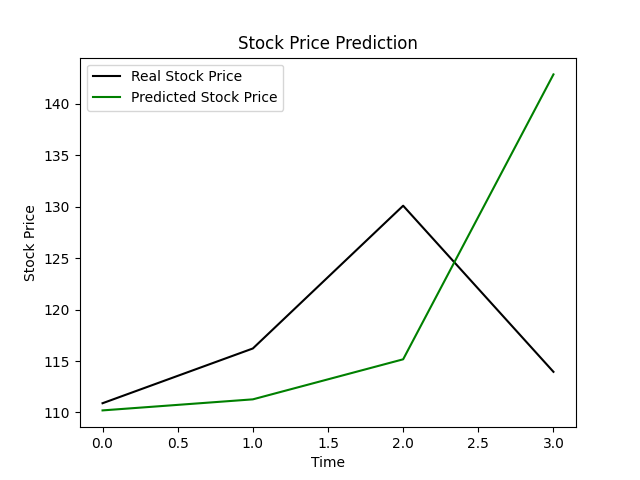 Stock Price Prediction
Real Stock Price
Predicted Stock Price
Stock Price
140
135
130
125
120
115
110
0.0 0.5 1.0 1.5 2.0 2.5 3.0
Time